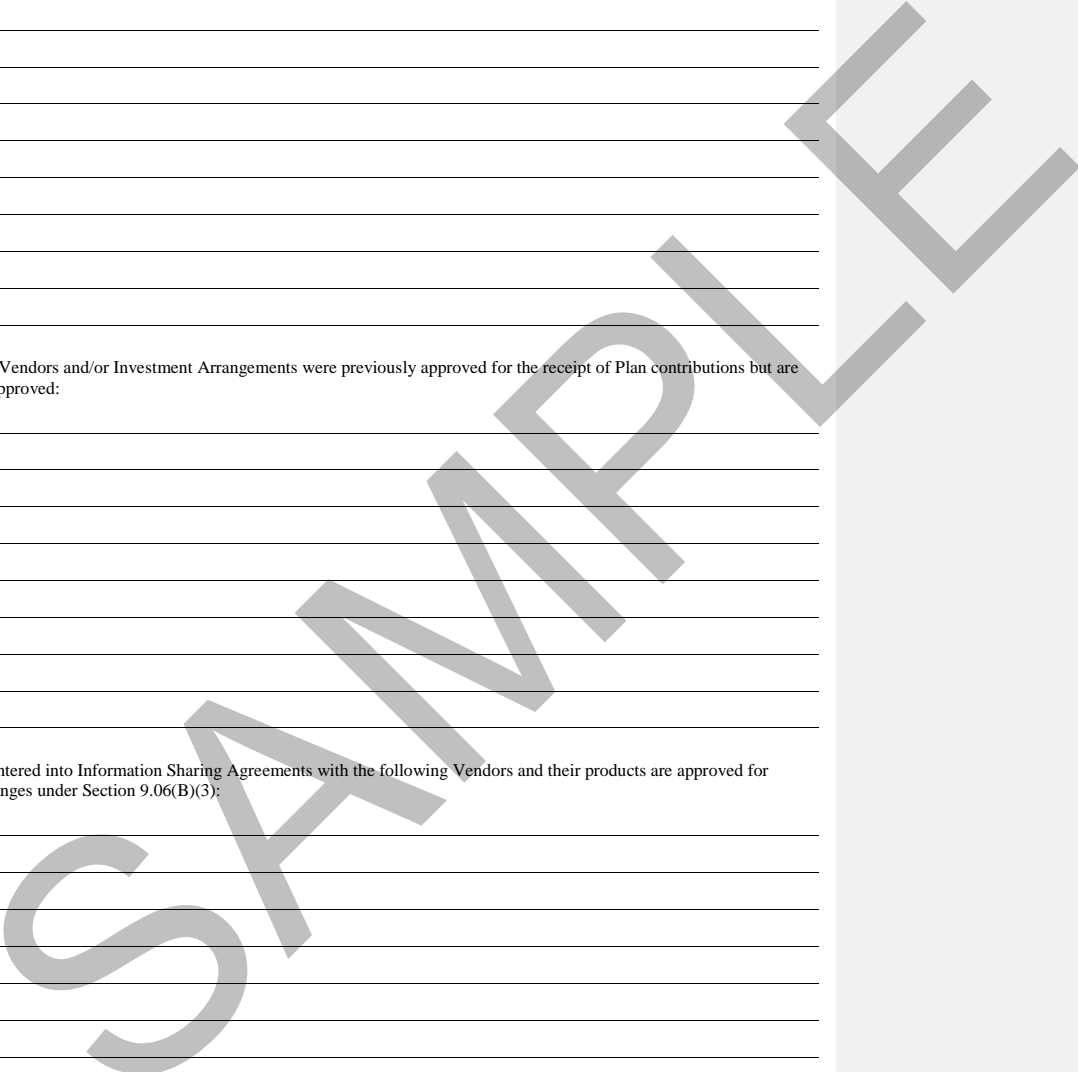 Vendors and/or Investment Arrangements were previously approved for the receipt of Plan contributions but are
pproved:
ntered into Information Sharing Agreements with the following Vendors and their products are approved for
nges under Section 9.06(B)(3):
SAMPLE